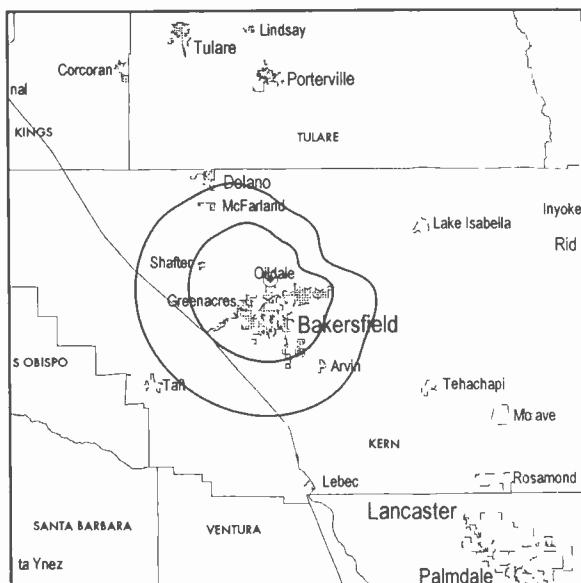 Lindsay
Tulare
Corcoran
Porterville
nal
KINGS
TULARE
Delano
McFarland
Lake Isabella
Inyoke
Rid
Shafter
Oildale
Greenacres
Bakersfield
S OBISPO
Taft
Arvin
Tehachapi
Mojave
KERN
Lebec
Rosamond
Lancaster
SANTA BARBARA
VENTURA
ta Ynez
Palmdale